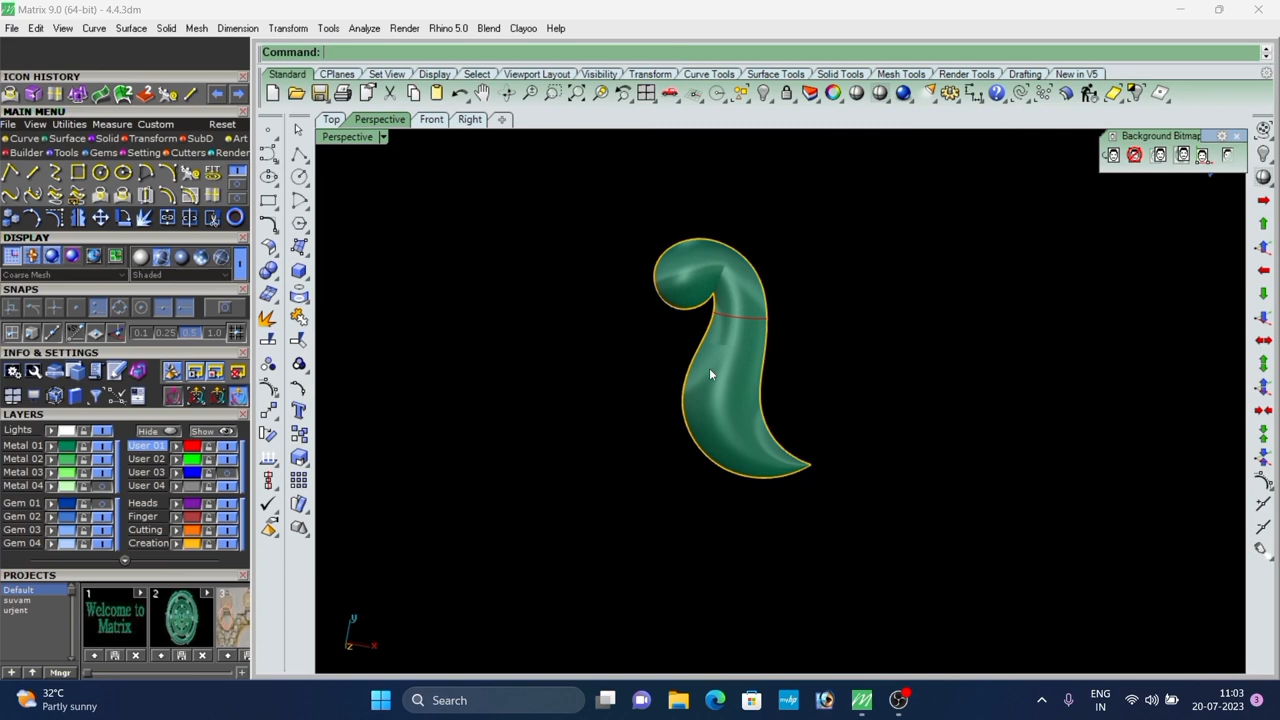 Matrix 9.0 (64-bit) - 4.4.3dm
File Edit View Curve Surface Solid Mesh Dimension Transform Tools Analyze Render Rhino 5.0 Blend Clayoo Help
Command:
ICON HISTORY
Standard CPlanes Set View Display Select Viewport Layout Visibility Transform Curve Tools Surface Tools Solid Tools Mesh Tools Render Tools Drafting New in V5
MAIN MENU
File View Utilities Measure Custom Reset
Curve Surface Solid Transform SubD Art
Builder Tools Gems Setting Cutters Render
Top Perspective Front Right
Perspective
Background Bitmap
FIT
DISPLAY
Coarse Mesh Shaded
SNAPS
0.1 0.25 0.5 1.0
INFO & SETTINGS
LAYERS
Lights Hide Show
Metal 01 User 01
Metal 02 User 02
Metal 03 User 03
Metal 04 User 04
Gem 01 Heads
Gem 02 Finger
Gem 03 Cutting
Gem 04 Creation
PROJECTS
Default
suvam
urjent
1 2 3
Welcome to Matrix
Mngr
y
z x
32°C
Partly sunny
Search
ENG
IN
11:03
20-07-2023
3